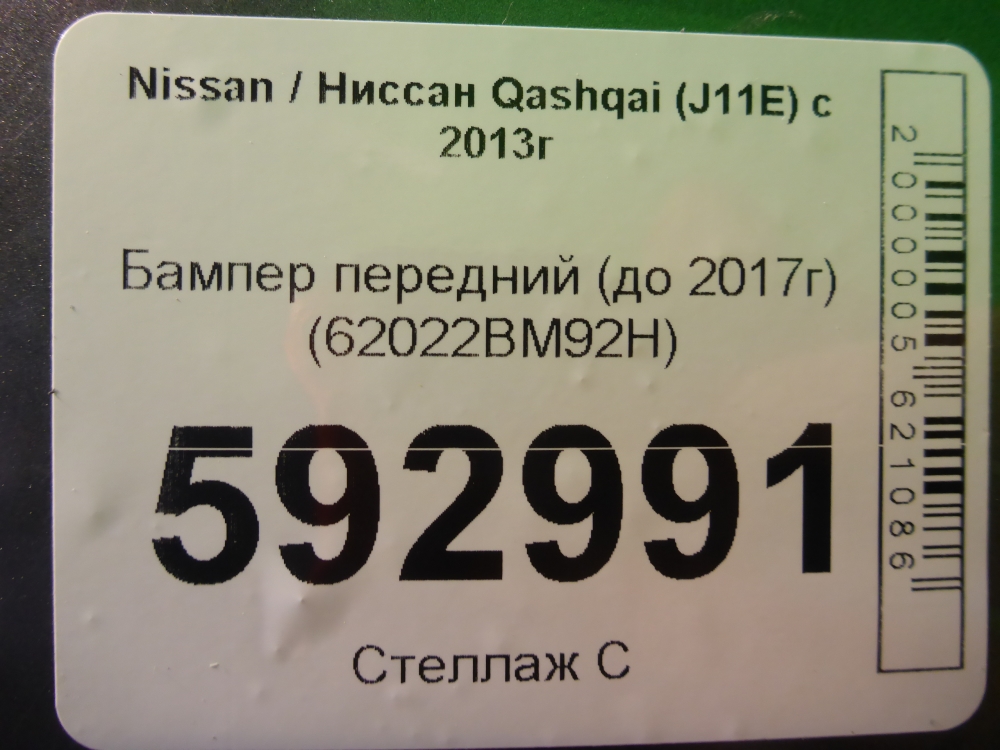 Nissan / Ниссан Qashqai (J11E) с
2013г
Бампер передний (до 2017г)
(62022BM92H)
592991
Стеллаж С
2000005621086